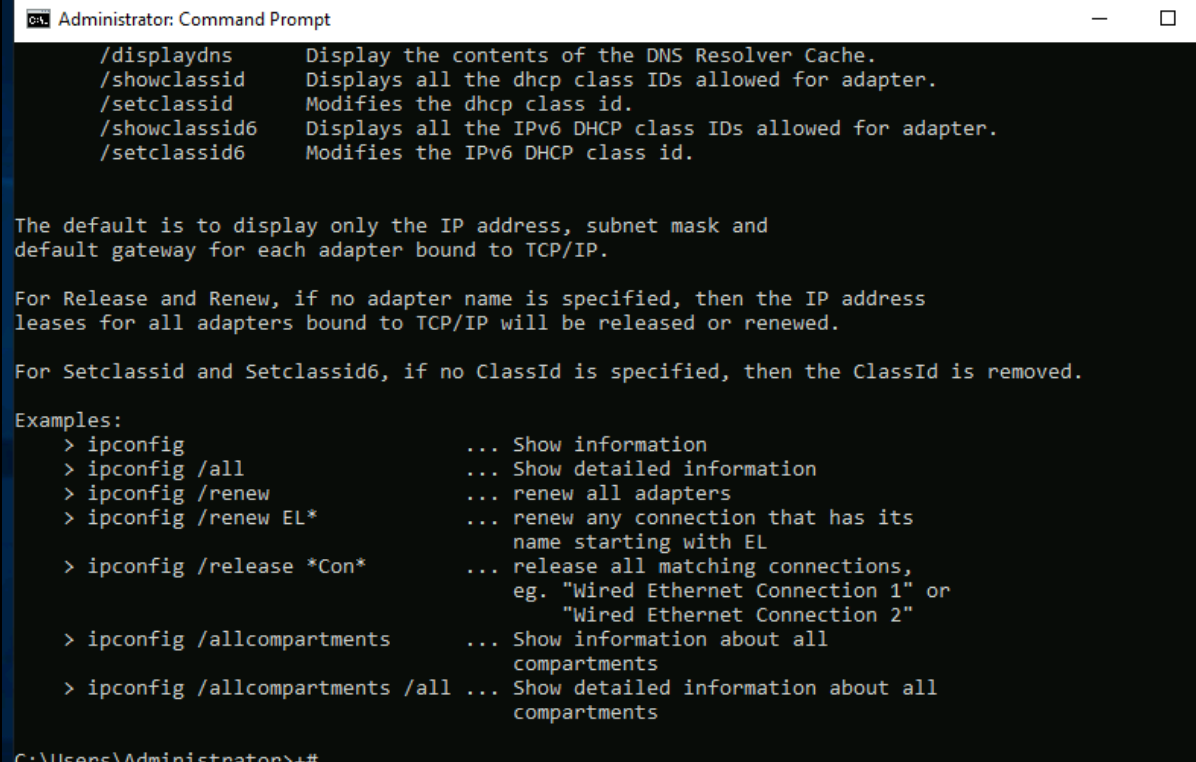 Administrator: Command Prompt
/displaydns Display the contents of the DNS Resolver Cache.
/showclassid Displays all the dhcp class IDs allowed for adapter.
/setclassid Modifies the dhcp class id.
/showclassid6 Displays all the IPv6 DHCP class IDs allowed for adapter.
/setclassid6 Modifies the IPv6 DHCP class id.
The default is to display only the IP address, subnet mask and
default gateway for each adapter bound to TCP/IP.
For Release and Renew, if no adapter name is specified, then the IP address
leases for all adapters bound to TCP/IP will be released or renewed.
For Setclassid and Setclassid6, if no ClassId is specified, then the ClassId is removed.
Examples:
> ipconfig ... Show information
> ipconfig /all ... Show detailed information
> ipconfig /renew ... renew all adapters
> ipconfig /renew EL* ... renew any connection that has its
name starting with EL
> ipconfig /release *Con* ... release all matching connections,
eg. "Wired Ethernet Connection 1" or
"Wired Ethernet Connection 2"
> ipconfig /allcompartments ... Show information about all
compartments
> ipconfig /allcompartments /all ... Show detailed information about all
compartments
C:\Users\Administrator>+#